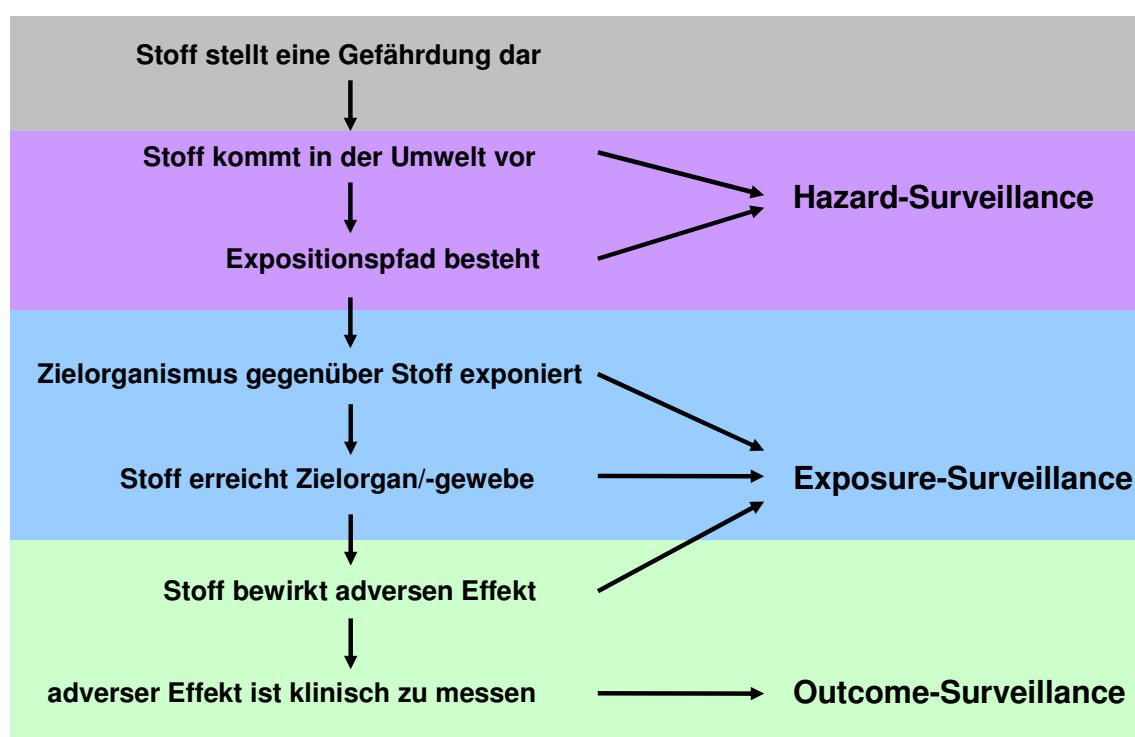 Stoff stellt eine Gefährdung dar
Stoff kommt in der Umwelt vor
Hazard-Surveillance
Expositionspfad besteht
Zielorganismus gegenüber Stoff exponiert
Stoff erreicht Zielorgan/-gewebe
Exposure-Surveillance
Stoff bewirkt adversen Effekt
adverser Effekt ist klinisch zu messen
Outcome-Surveillance